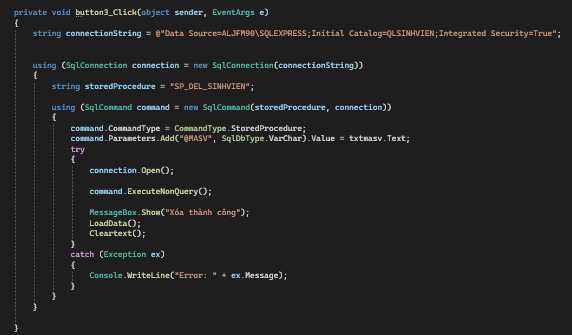 private void button3_Click(object sender, EventArgs e)
{
string connectionString = @"Data Source=ALJFM90\SQLEXPRESS;Initial Catalog=QLSINHVIEN;Integrated Security=True";
using (SqlConnection connection = new SqlConnection(connectionString))
{
string storedProcedure = "SP_DEL_SINHVIEN";
using (SqlCommand command = new SqlCommand(storedProcedure, connection))
{
command.CommandType = CommandType.StoredProcedure;
command.Parameters.Add("@MASV", SqlDbType.VarChar).Value = txtmasv.Text;
try
{
connection.Open();
command.ExecuteNonQuery();
MessageBox.Show("Xóa thành công");
LoadData();
Cleartext();
}
catch (Exception ex)
{
Console.WriteLine("Error: " + ex.Message);
}
}
}
}